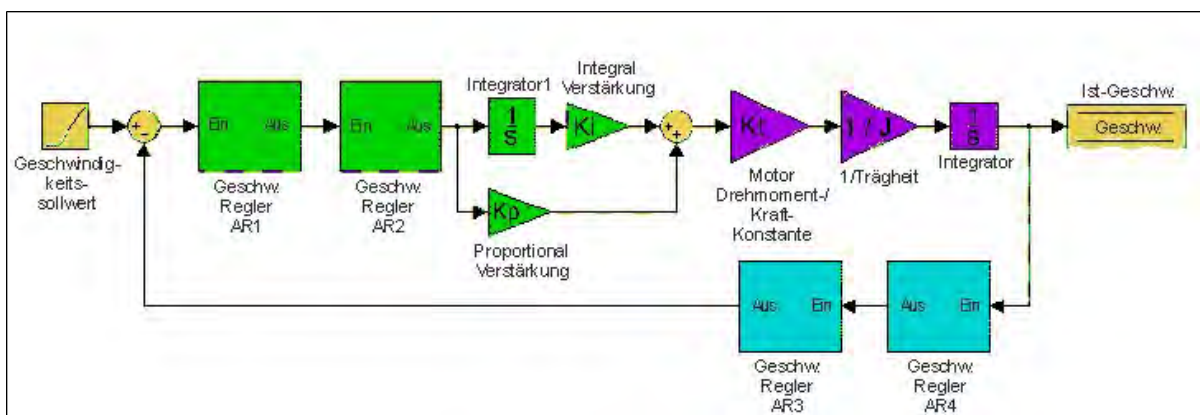 Integral
Verstärkung
Integrator1
Ist-Geschw.
+
-
Ein
Aus
Ein
Aus
1
S
Ki
+
+
Kt
1 / J
1
S
Geschw.
Geschwindig-
keits-
sollwert
Geschw.
Regler
AR1
Geschw.
Regler
AR2
Kp
Proportional
Verstärkung
Motor
Drehmoment-/
Kraft-
Konstante
1/Trägheit
Integrator
Aus
Ein
Aus
Ein
Geschw.
Regler
AR3
Geschw.
Regler
AR4